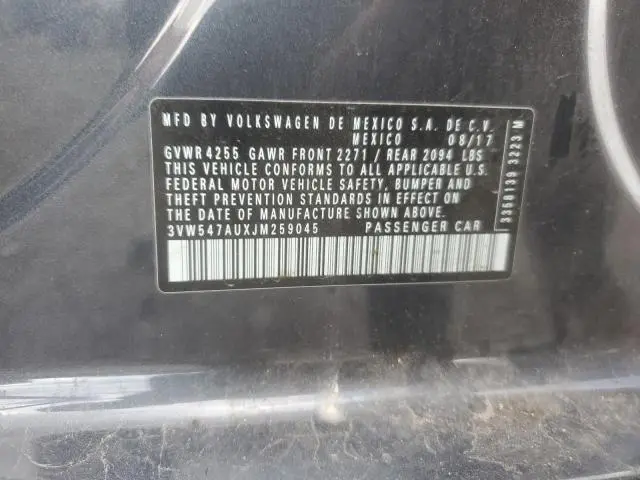 MFD BY VOLKSWAGEN DE MEXICO S.A. DE C.V.
MEXICO 08/17
GVWR 4255 GAWR FRONT 2271 / REAR 2094 LBS
THIS VEHICLE CONFORMS TO ALL APPLICABLE U.S.
FEDERAL MOTOR VEHICLE SAFETY, BUMPER AND
THEFT PREVENTION STANDARDS IN EFFECT ON
THE DATE OF MANUFACTURE SHOWN ABOVE.
3VW547AUXJM259045 PASSENGER CAR
3358139 3223 M